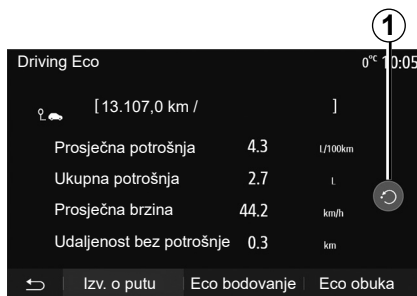 1
Driving Eco 0°C 10:05
[13.107,0 km / ]
Prosječna potrošnja 4.3 L/100km
Ukupna potrošnja 2.7 L
Prosječna brzina 44.2 km/h
Udaljenost bez potrošnje 0.3 km
Izv. o putu Eco bodovanje Eco obuka